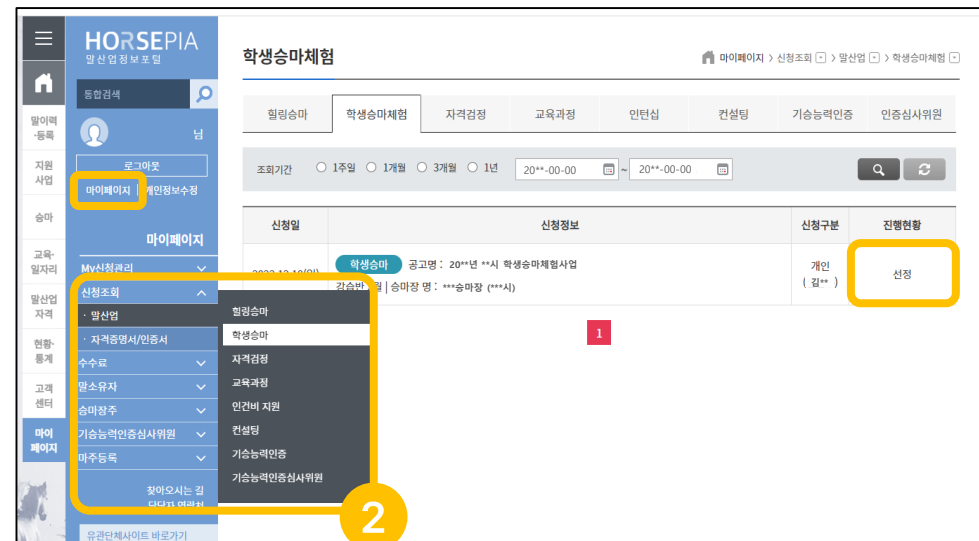 HORSEPIA
말산업정보포털
통합검색
님
로그아웃
마이페이지 개인정보수정
마이페이지
My신청관리
신청조회
· 말산업
· 자격증명서/인증서
수수료
말소유자
승마장주
기승능력인증심사위원
마주등록
찾아오시는 길
담당자 연락처
유관단체사이트 바로가기
말이력
·등록
지원
사업
승마
교육·
일자리
말산업
자격
현황·
통계
고객
센터
마이
페이지
힐링승마
학생승마
자격검정
교육과정
인건비 지원
컨설팅
기승능력인증
기승능력인증심사위원
2
학생승마체험
마이페이지 > 신청조회 > 말산업 > 학생승마체험
힐링승마 학생승마체험 자격검정 교육과정 인턴십 컨설팅 기승능력인증 인증심사위원
조회기간 1주일 1개월 3개월 1년 20**-00-00 ~ 20**-00-00
신청일 신청정보 신청구분 진행현황
학생승마 공고명 : 20**년 **시 학생승마체험사업
강습반 월 | 승마장 명 : ***승마장 (***시)
개인
( 김** )
선정
1